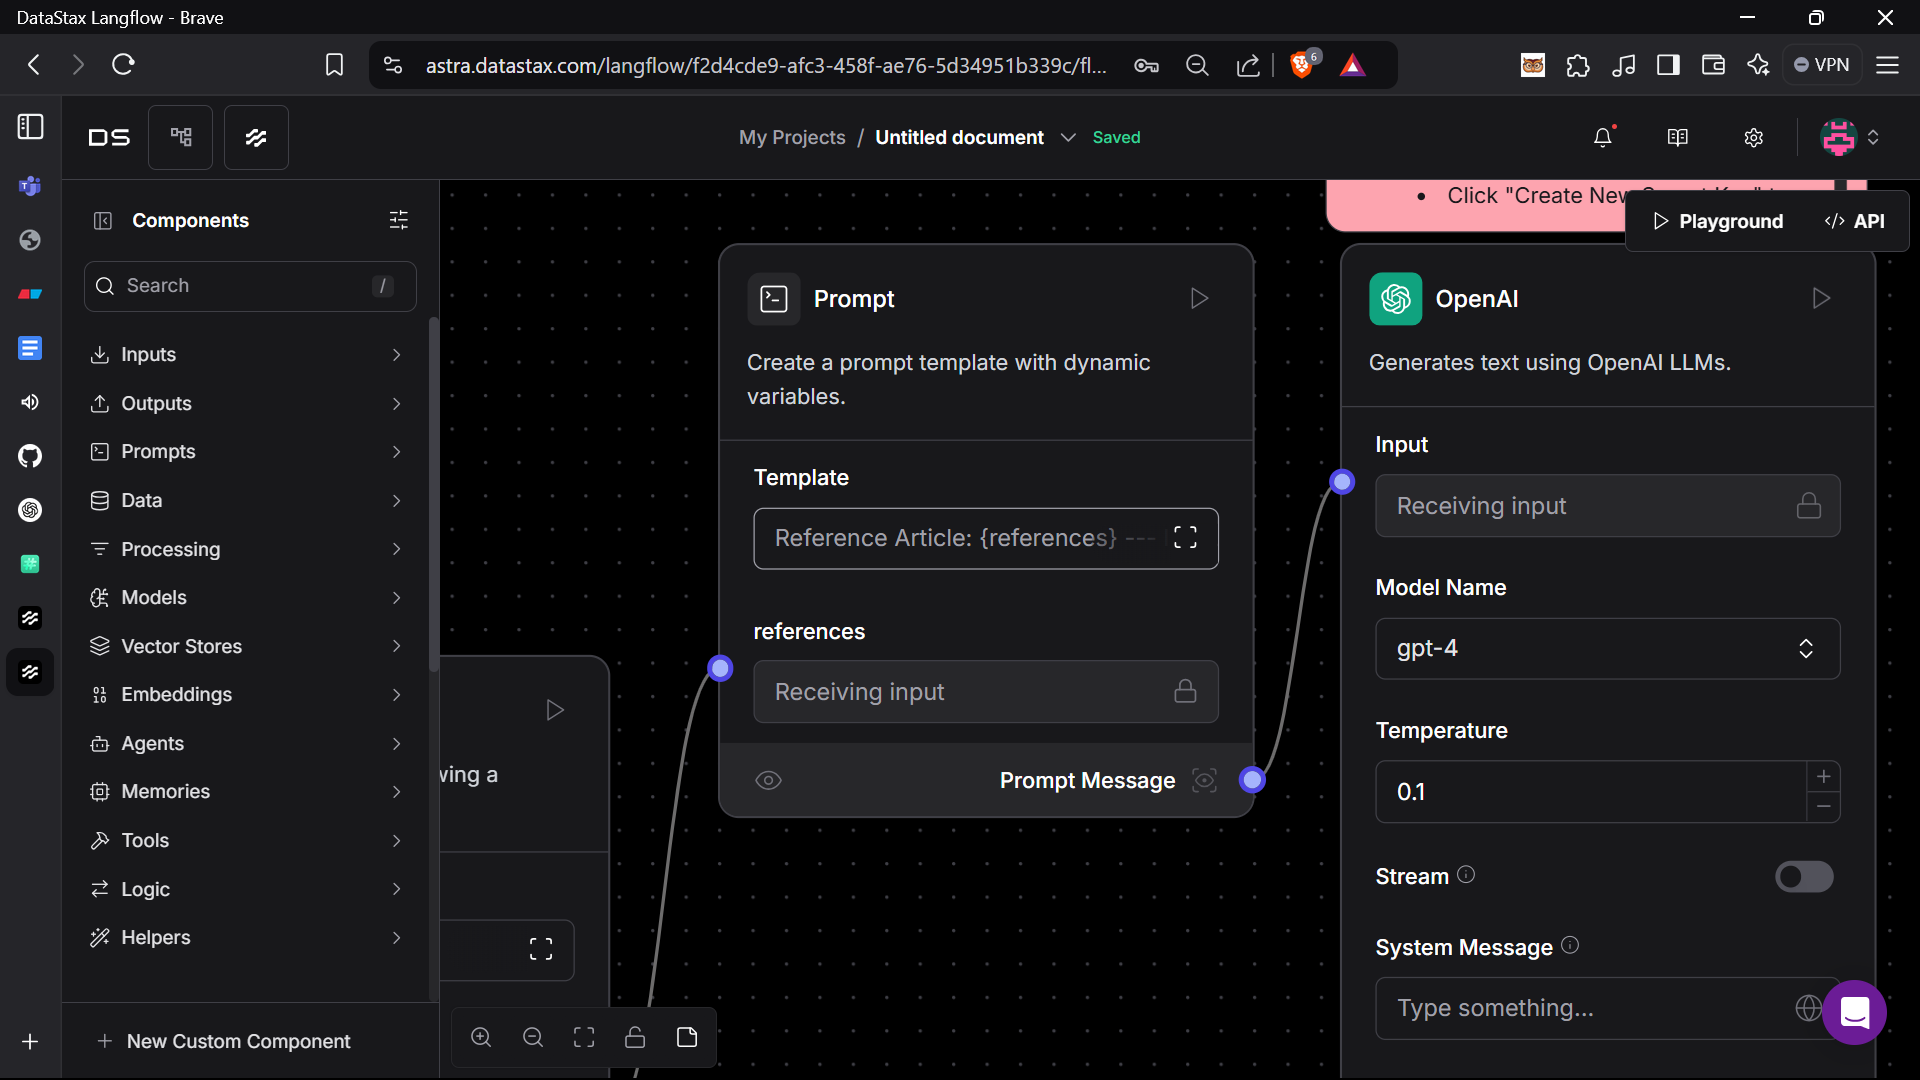 DataStax Langflow - Brave
astra.datastax.com/langflow/f2d4cde9-afc3-458f-ae76-5d34951b339c/fl...
6
VPN
DS
My Projects / Untitled document
Saved
Components
Search
/
Inputs
Outputs
Prompts
Data
Processing
Models
Vector Stores
Embeddings
Agents
Memories
Tools
Logic
Helpers
New Custom Component
wing a
Prompt
Create a prompt template with dynamic
variables.
Template
Reference Article: {references} ---
references
Receiving input
Prompt Message
• Click "Create New
Playground
API
OpenAI
Generates text using OpenAI LLMs.
Input
Receiving input
Model Name
gpt-4
Temperature
0.1
Stream
System Message
Type something...